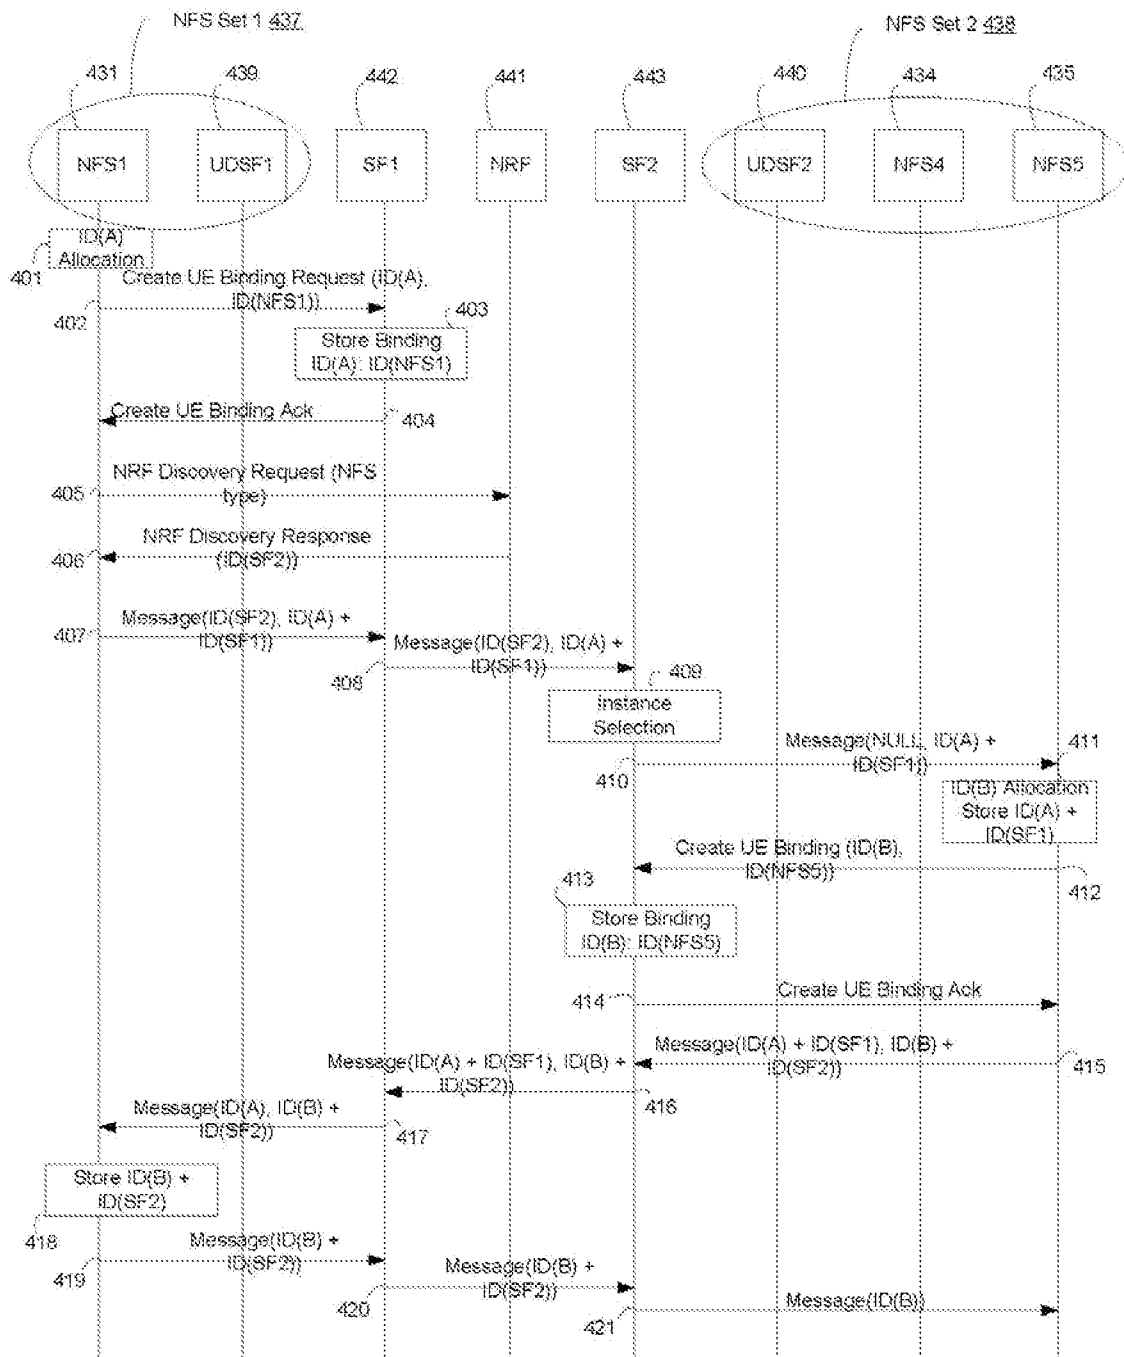 NFS Set 1 437
NFS Set 2 438
431
439
442
441
443
440
434
435
NFS1
UDSF1
SF1
NRF
SF2
UDSF2
NFS4
NFS5
ID(A)
Allocation
401
Create UE Binding Request (ID(A),
ID(NFS1))
402
403
Store Binding
ID(A): ID(NFS1)
Create UE Binding Ack
404
NRF Discovery Request (NFS
type)
405
NRF Discovery Response
(ID(SF2))
406
Message(ID(SF2), ID(A) +
ID(SF1))
407
Message(ID(SF2), ID(A) +
ID(SF1))
408
409
Instance
Selection
Message(NULL, ID(A) +
ID(SF1))
410
411
ID(B) Allocation
Store ID(A) +
ID(SF1)
Create UE Binding (ID(B),
ID(NFS5))
412
413
Store Binding
ID(B): ID(NFS5)
414
Create UE Binding Ack
Message(ID(A) + ID(SF1), ID(B) +
ID(SF2))
415
Message(ID(A) + ID(SF1), ID(B) +
ID(SF2))
416
Message(ID(A), ID(B) +
ID(SF2))
417
Store ID(B) +
ID(SF2)
418
Message(ID(B) +
ID(SF2))
419
Message(ID(B) +
ID(SF2))
420
Message(ID(B))
421